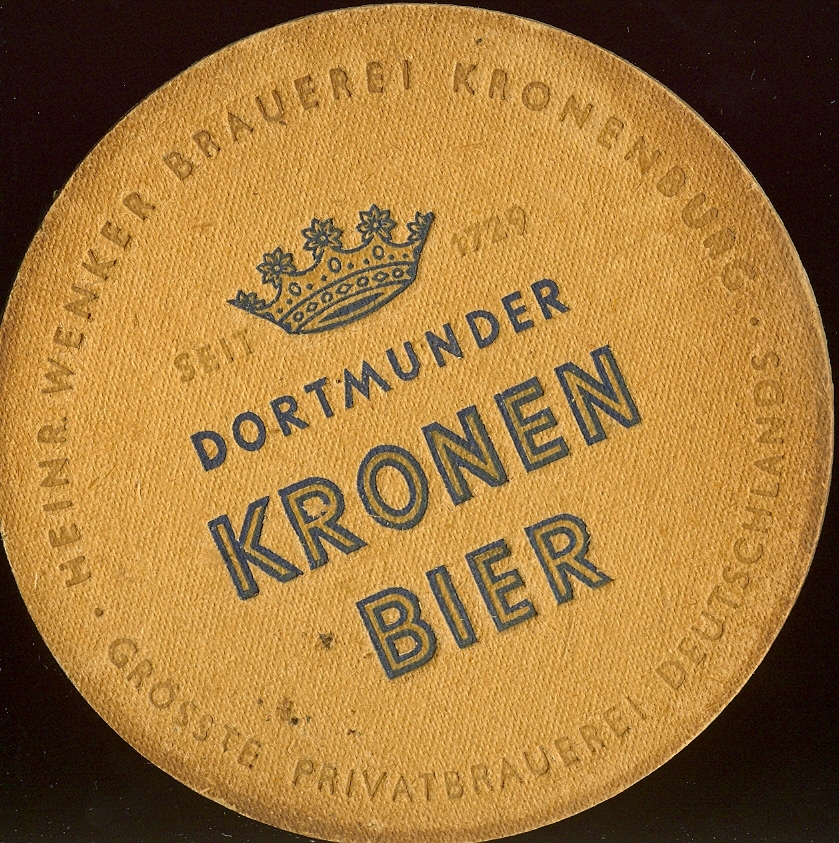 HEINR. WENKER BRAUEREI KRONENBURG
SEIT 1729
DORTMUNDER
KRONEN
BIER
GRÖSSTE PRIVATBRAUEREI DEUTSCHLANDS